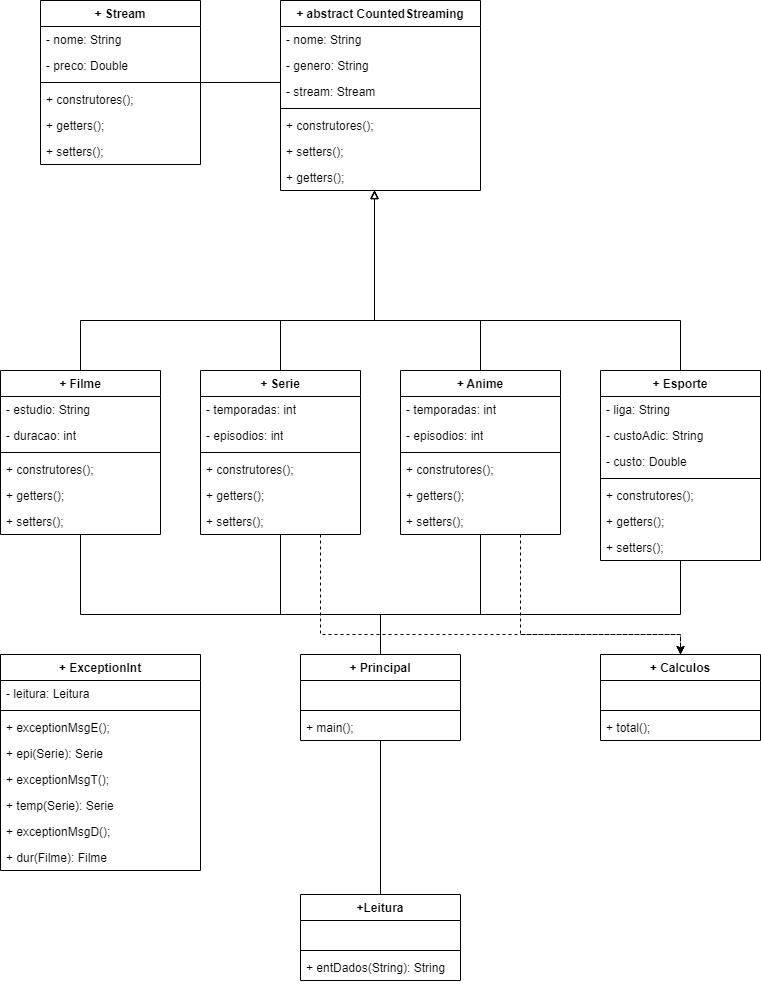 + Stream
- nome: String
- preco: Double
+ construtores();
+ getters();
+ setters();
+ abstract CountedStreaming
- nome: String
- genero: String
- stream: Stream
+ construtores();
+ setters();
+ getters();
+ Filme
- estudio: String
- duracao: int
+ construtores();
+ getters();
+ setters();
+ Serie
- temporadas: int
- episodios: int
+ construtores();
+ getters();
+ setters();
+ Anime
- temporadas: int
- episodios: int
+ construtores();
+ getters();
+ setters();
+ Esporte
- liga: String
- custoAdic: String
- custo: Double
+ construtores();
+ getters();
+ setters();
+ ExceptionInt
- leitura: Leitura
+ exceptionMsgE();
+ epi(Serie): Serie
+ exceptionMsgT();
+ temp(Serie): Serie
+ exceptionMsgD();
+ dur(Filme): Filme
+ Principal
+ main();
+ Calculos
+ total();
+Leitura
+ entDados(String): String